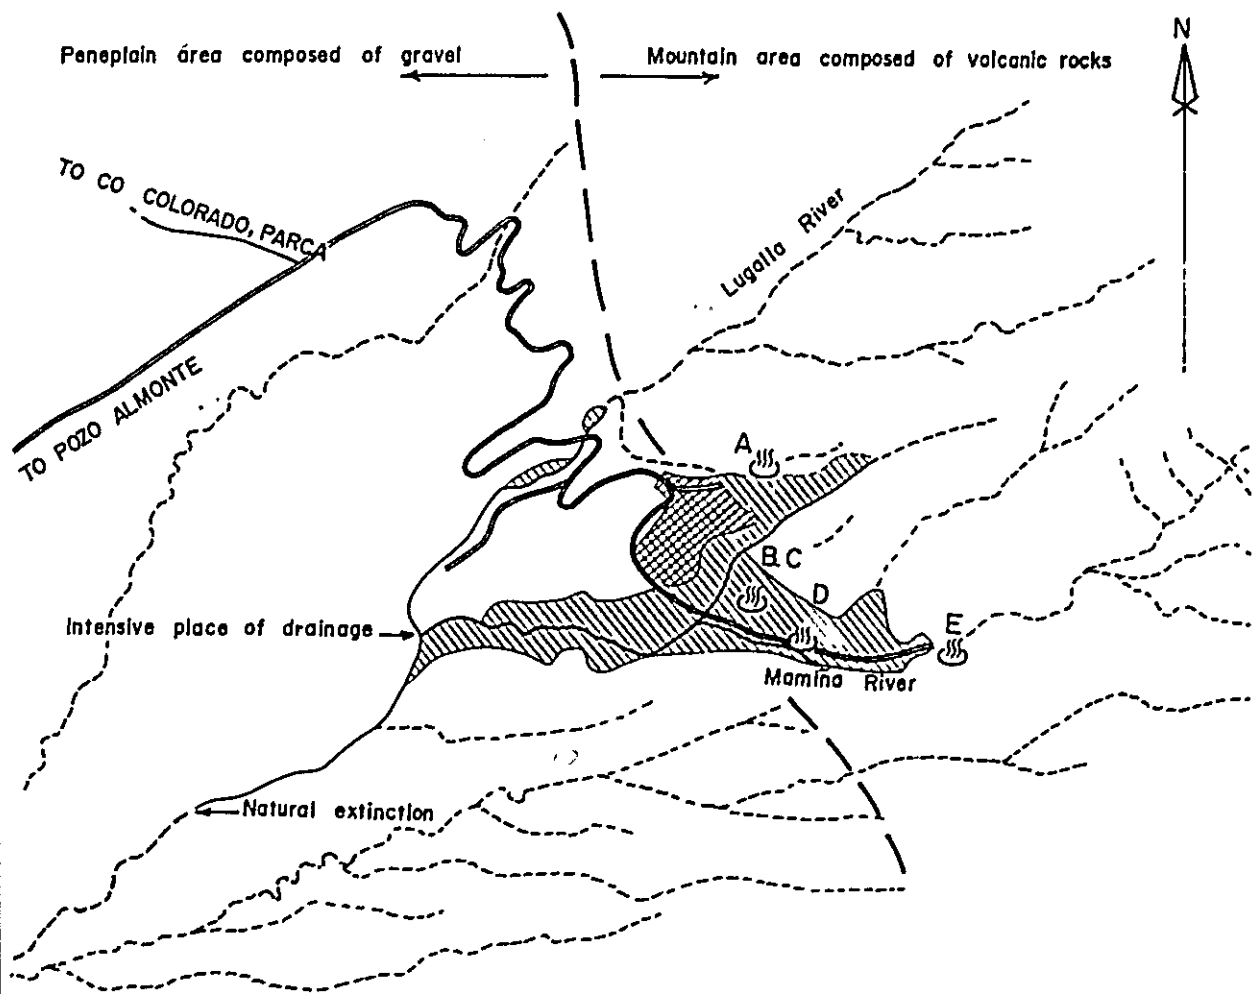 Peneplain área composed of gravel
Mountain area composed of volcanic rocks
N
TO CO COLORADO, PARCA
Lugalla River
TO POZO ALMONTE
A
B.C
D
E
Intensive place of drainage
Mamina River
Natural extinction